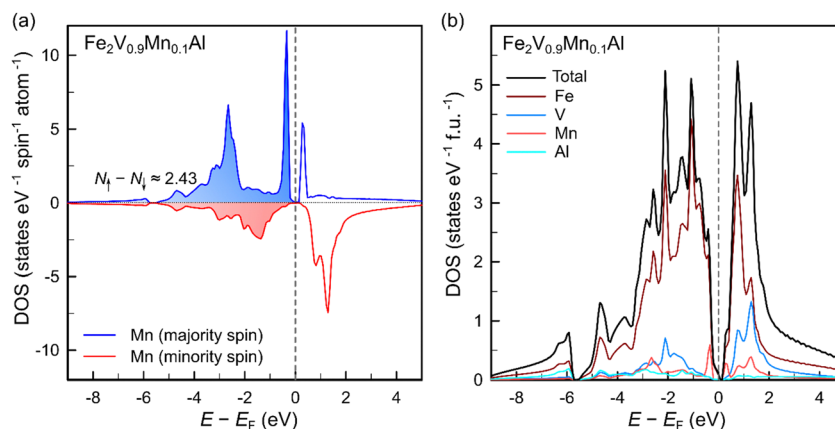 (a)
Fe₂V₀.₉Mn₀.₁Al
DOS (states eV⁻¹ spin⁻¹ atom⁻¹)
10
5
0
-5
-10
N↑ − N↓ ≈ 2.43
Mn (majority spin)
Mn (minority spin)
-8 -6 -4 -2 0 2 4
E − E_F (eV)
(b)
Fe₂V₀.₉Mn₀.₁Al
DOS (states eV⁻¹ f.u.⁻¹)
6
5
4
3
2
1
0
Total
Fe
V
Mn
Al
-8 -6 -4 -2 0 2 4
E − E_F (eV)